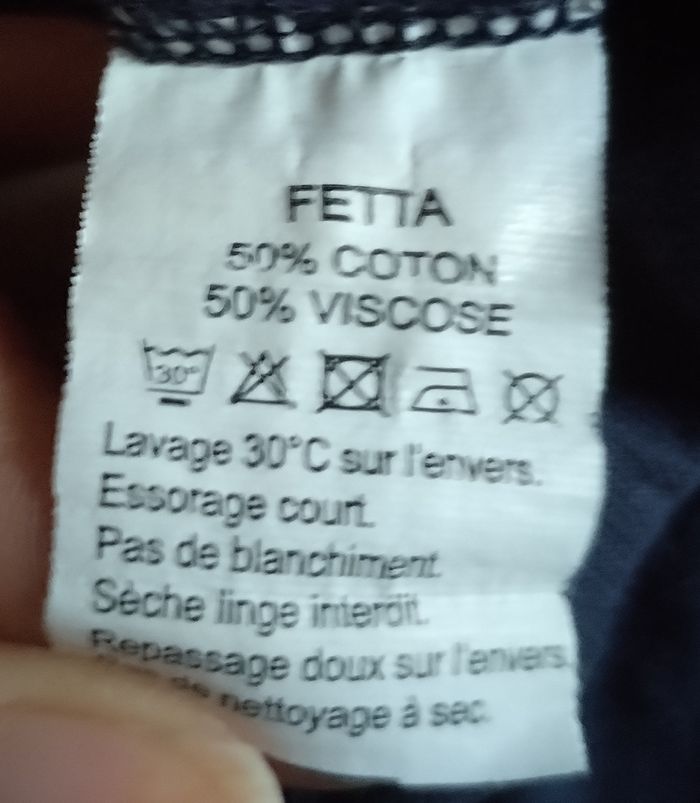 FETTA
50% COTON
50% VISCOSE
30°
Lavage 30°C sur l'envers.
Essorage court.
Pas de blanchiment.
Sèche linge interdit.
Repassage doux sur l'envers.
de nettoyage à sec.